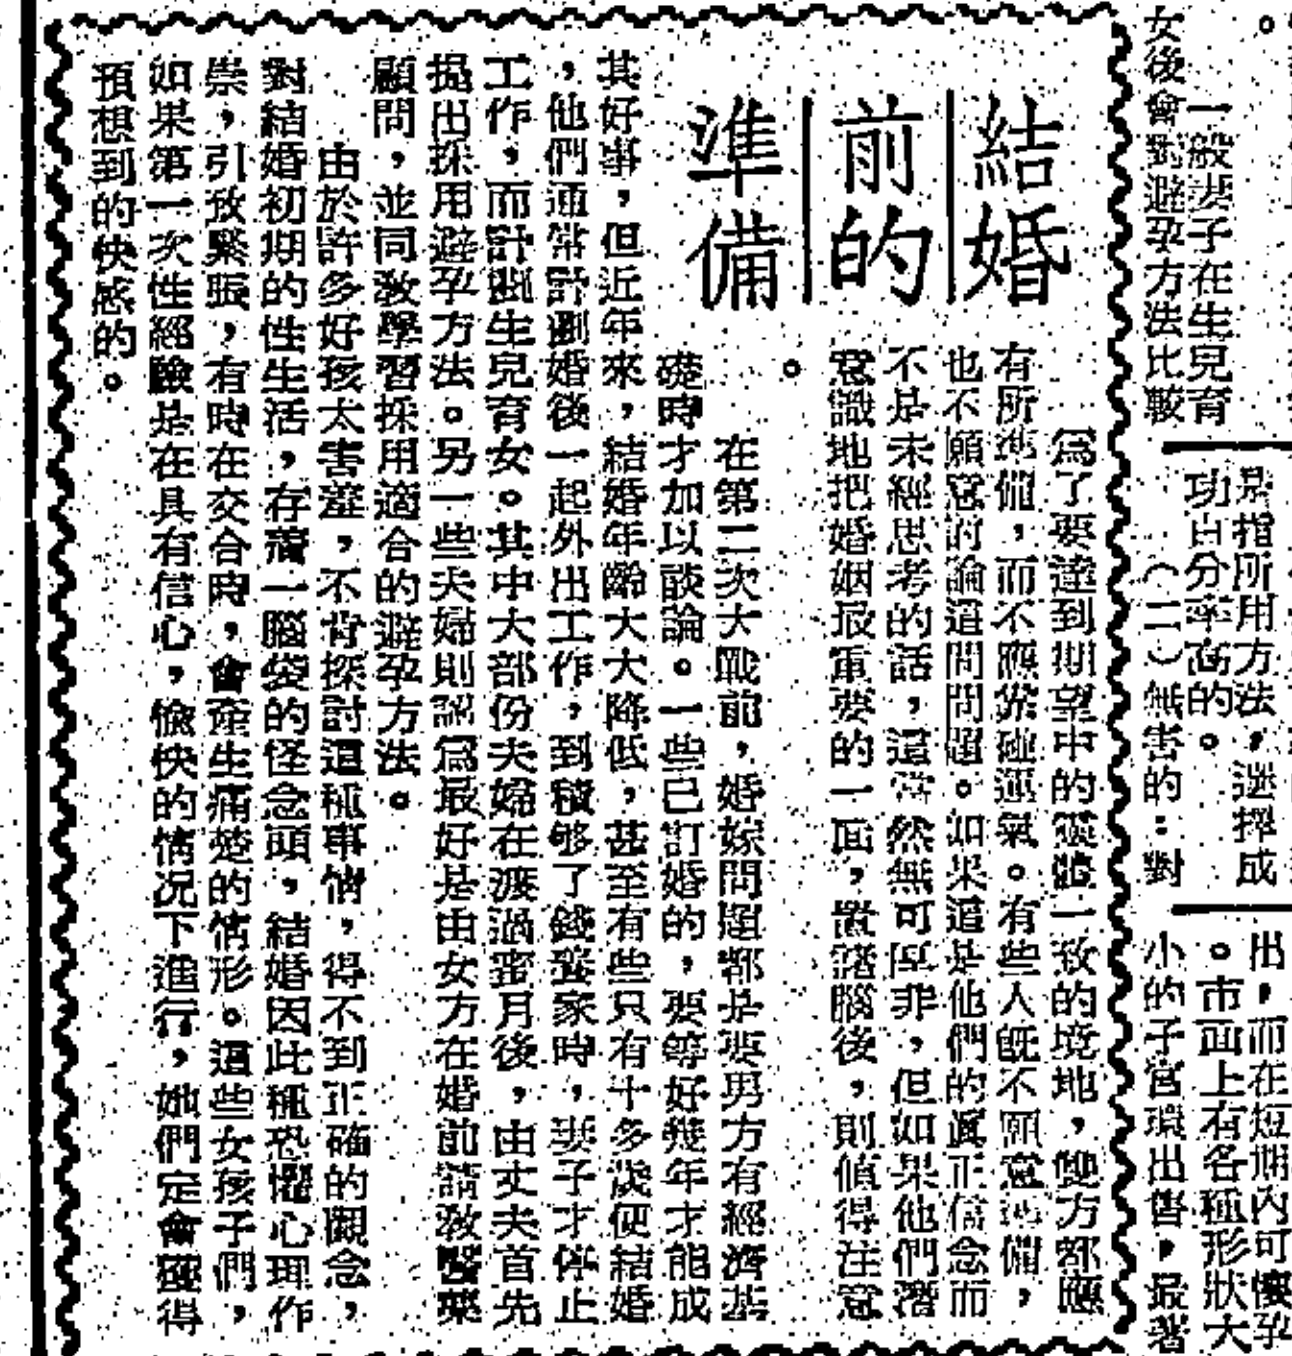 一般妻子在生兒育
女後會對避孕方法比較
是指所用方法，選擇成
功百分率高的。
（二）無害的：對
出，而在短期內可懷孕
。市面上有各種形狀大
小的子宮環出售，最著
結婚
前的
準備
爲了要達到期望中的靈體一致的境地，雙方都應
有所準備，而不應從碰運氣。有些人旣不願意準備，
也不願意討論這問問題。如果這是他們的眞正信念而
不是未經思考的話，這當然無可厚非，但如果他們潛
意識地把婚姻最重要的一面，置諸腦後，則値得注意
。
在第二次大戰前，婚嫁問題都是要男方有經濟基
礎時才加以談論。一些已訂婚的，要等好幾年才能成
其好事，但近年來，結婚年齡大大降低，甚至有些只有十多歲便結婚
，他們通常計劃婚後一起外出工作，到積够了錢養家時，妻子才停止
工作，而計劃生兒育女。其中大部份夫婦在渡過蜜月後，由丈夫首先
提出採用避孕方法。另一些夫婦則認爲最好是由女方在婚前請敎醫藥
顧問，並同敎學習採用適合的避孕方法。
由於許多好孩太害羞，不肯探討這種事情，得不到正確的觀念，
對結婚初期的性生活，存着一腦袋的怪念頭，結婚因此種恐懼心理作
祟，引致緊張，有時在交合時，會產生痛楚的情形。這些女孩子們，
如果第一次性經驗是在具有信心，愉快的情况下進行，她們定會獲得
預想到的快感的。